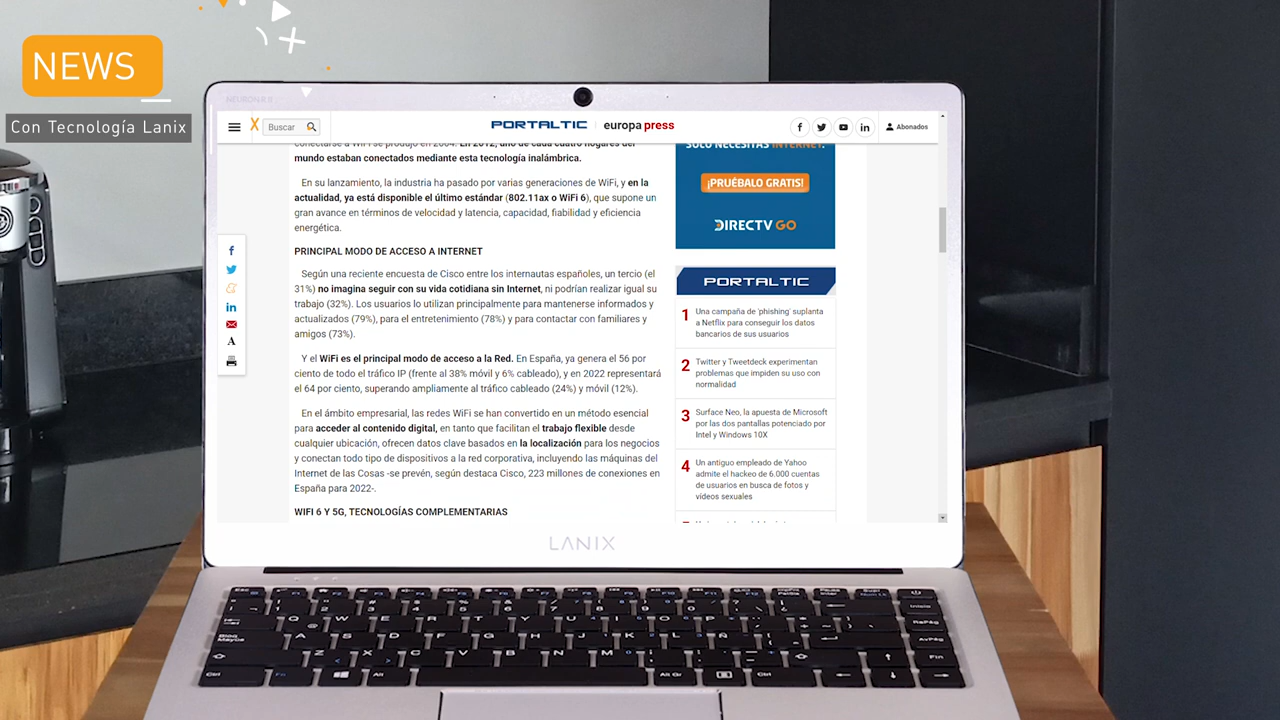 NEWS
Con Tecnología Lanix
Buscar
PORTALTIC
europa press
Abonados
mundo estaban conectados mediante esta tecnología inalámbrica.
En su lanzamiento, la industria ha pasado por varias generaciones de WiFi, y en la
actualidad, ya está disponible el último estándar (802.11ax o WiFi 6), que supone un
gran avance en términos de velocidad y latencia, capacidad, fiabilidad y eficiencia
energética.
PRINCIPAL MODO DE ACCESO A INTERNET
Según una reciente encuesta de Cisco entre los internautas españoles, un tercio (el
31%) no imagina seguir con su vida cotidiana sin Internet, ni podrían realizar igual su
trabajo (32%). Los usuarios lo utilizan principalmente para mantenerse informados y
actualizados (79%), para el entretenimiento (78%) y para contactar con familiares y
amigos (73%).
Y el WiFi es el principal modo de acceso a la Red. En España, ya genera el 56 por
ciento de todo el tráfico IP (frente al 38% móvil y 6% cableado), y en 2022 representará
el 64 por ciento, superando ampliamente al tráfico cableado (24%) y móvil (12%).
En el ámbito empresarial, las redes WiFi se han convertido en un método esencial
para acceder al contenido digital, en tanto que facilitan el trabajo flexible desde
cualquier ubicación, ofrecen datos clave basados en la localización para los negocios
y conectan todo tipo de dispositivos a la red corporativa, incluyendo las máquinas del
Internet de las Cosas -se prevén, según destaca Cisco, 223 millones de conexiones en
España para 2022-.
WIFI 6 Y 5G, TECNOLOGÍAS COMPLEMENTARIAS
SOLO NECESITAS INTERNET.
¡PRUÉBALO GRATIS!
DIRECTV GO
PORTALTIC
1 Una campaña de 'phishing' suplanta
a Netflix para conseguir los datos
bancarios de sus usuarios
2 Twitter y Tweetdeck experimentan
problemas que impiden su uso con
normalidad
3 Surface Neo, la apuesta de Microsoft
por las dos pantallas potenciado por
Intel y Windows 10X
4 Un antiguo empleado de Yahoo
admite el hackeo de 6.000 cuentas
de usuarios en busca de fotos y
vídeos sexuales
LANIX
Q W E R T Y U I O P
Inicio
RePág
Bloq
Mayús
A S D F G H J K L Ñ
AvPág
Z X C V B N M
Fin
Ctrl Fn Alt Alt Gr Ctrl